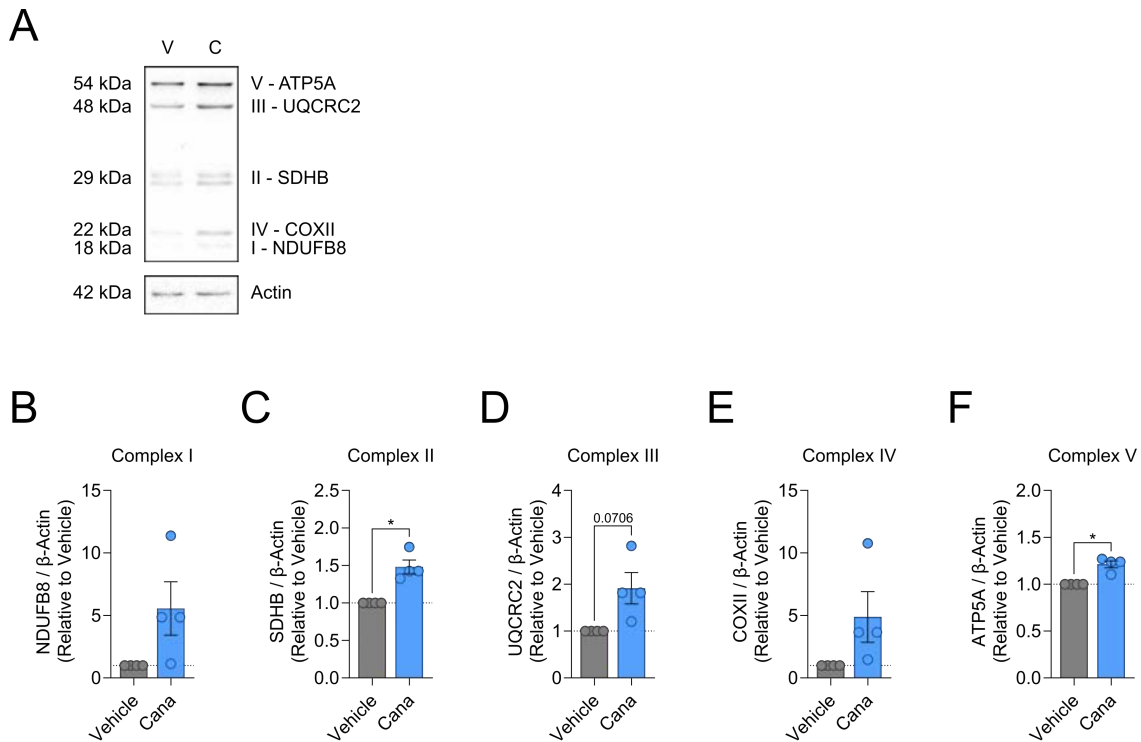 A
V C
54 kDa V - ATP5A
48 kDa III - UQCRC2
29 kDa II - SDHB
22 kDa IV - COXII
18 kDa I - NDUFB8
42 kDa Actin
B
Complex I
NDUFB8 / β-Actin
(Relative to Vehicle)
15
10
5
0
Vehicle
Cana
C
Complex II
SDHB / β-Actin
(Relative to Vehicle)
2.5
2.0
1.5
1.0
0.5
0.0
*
Vehicle
Cana
D
Complex III
UQCRC2 / β-Actin
(Relative to Vehicle)
4
3
2
1
0
0.0706
Vehicle
Cana
E
Complex IV
COXII / β-Actin
(Relative to Vehicle)
15
10
5
0
Vehicle
Cana
F
Complex V
ATP5A / β-Actin
(Relative to Vehicle)
2.0
1.5
1.0
0.5
0.0
*
Vehicle
Cana